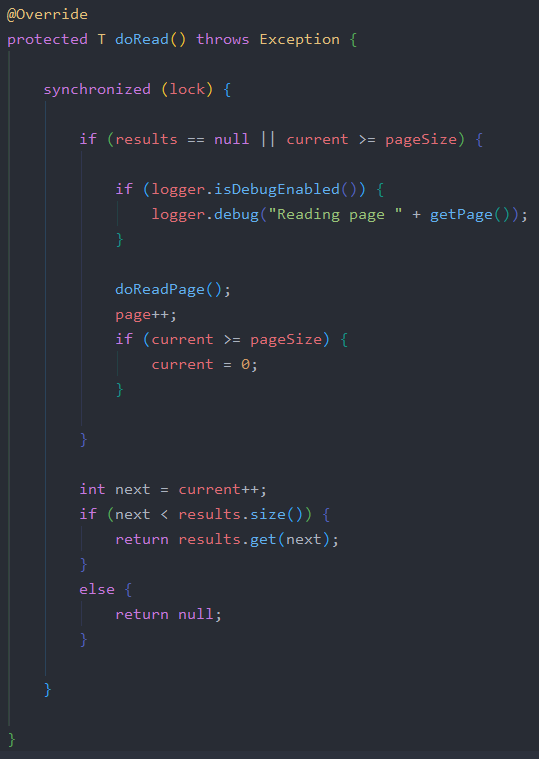 @Override
protected T doRead() throws Exception {
synchronized (lock) {
if (results == null || current >= pageSize) {
if (logger.isDebugEnabled()) {
logger.debug("Reading page " + getPage());
}
doReadPage();
page++;
if (current >= pageSize) {
current = 0;
}
}
int next = current++;
if (next < results.size()) {
return results.get(next);
}
else {
return null;
}
}
}